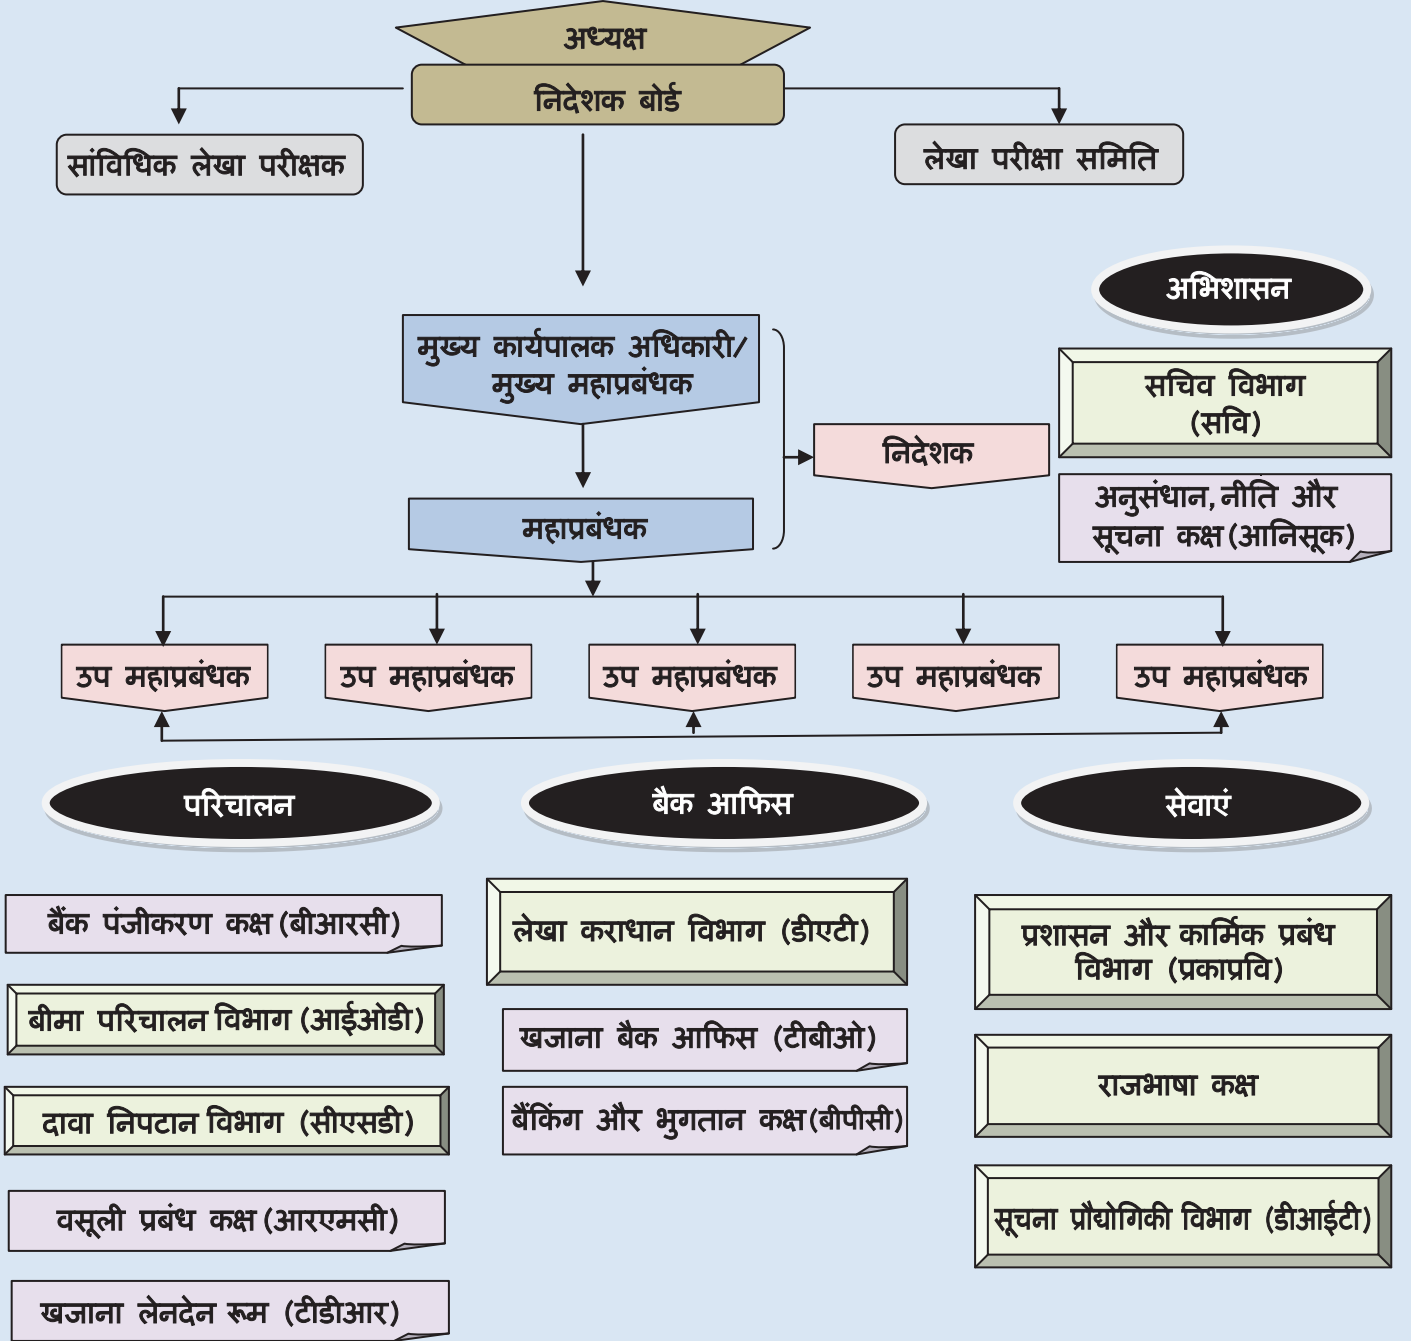 अध्यक्ष
निदेशक बोर्ड
सांविधिक लेखा परीक्षक
लेखा परीक्षा समिति
अभिशासन
मुख्य कार्यपालक अधिकारी/
मुख्य महाप्रबंधक
सचिव विभाग
(सवि)
निदेशक
अनुसंधान, नीति और
सूचना कक्ष (आनिसूक)
महाप्रबंधक
उप महाप्रबंधक
उप महाप्रबंधक
उप महाप्रबंधक
उप महाप्रबंधक
उप महाप्रबंधक
परिचालन
बैक आफिस
सेवाएं
बैंक पंजीकरण कक्ष (बीआरसी)
बीमा परिचालन विभाग (आईओडी)
दावा निपटान विभाग (सीएसडी)
वसूली प्रबंध कक्ष (आरएमसी)
खजाना लेनदेन रूम (टीडीआर)
लेखा कराधान विभाग (डीएटी)
खजाना बैक आफिस (टीबीओ)
बैंकिंग और भुगतान कक्ष (बीपीसी)
प्रशासन और कार्मिक प्रबंध
विभाग (प्रकाप्रवि)
राजभाषा कक्ष
सूचना प्रौद्योगिकी विभाग (डीआईटी)